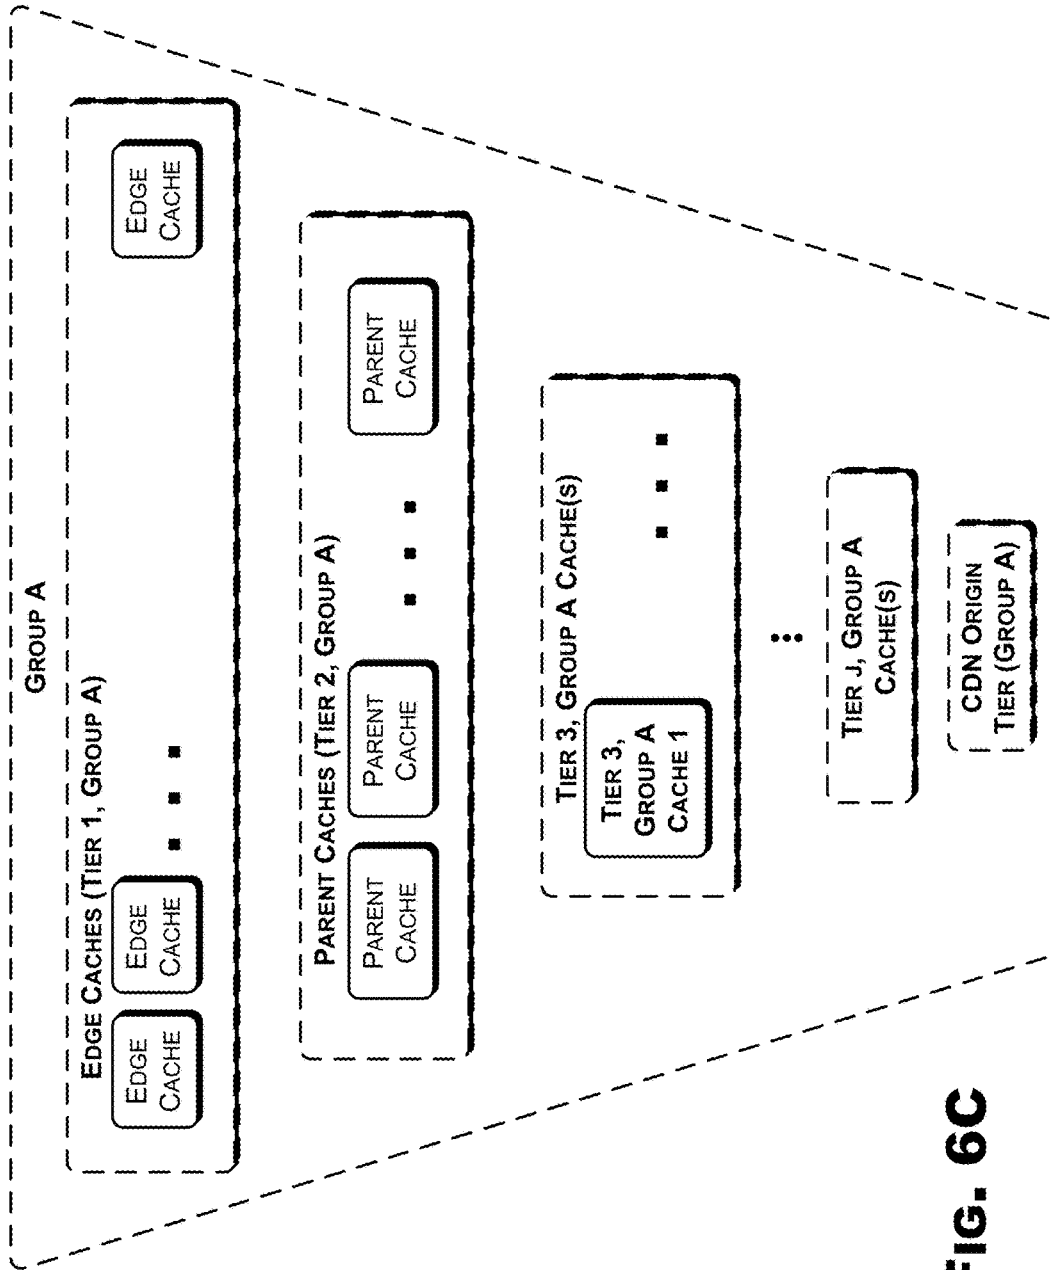 GROUP A
EDGE CACHES (TIER 1, GROUP A)
EDGE
CACHE
EDGE
CACHE
EDGE
CACHE
PARENT CACHES (TIER 2, GROUP A)
PARENT
CACHE
PARENT
CACHE
PARENT
CACHE
TIER 3, GROUP A CACHE(S)
TIER 3,
GROUP A
CACHE 1
TIER J, GROUP A
CACHE(S)
CDN ORIGIN
TIER (GROUP A)
FIG. 6C